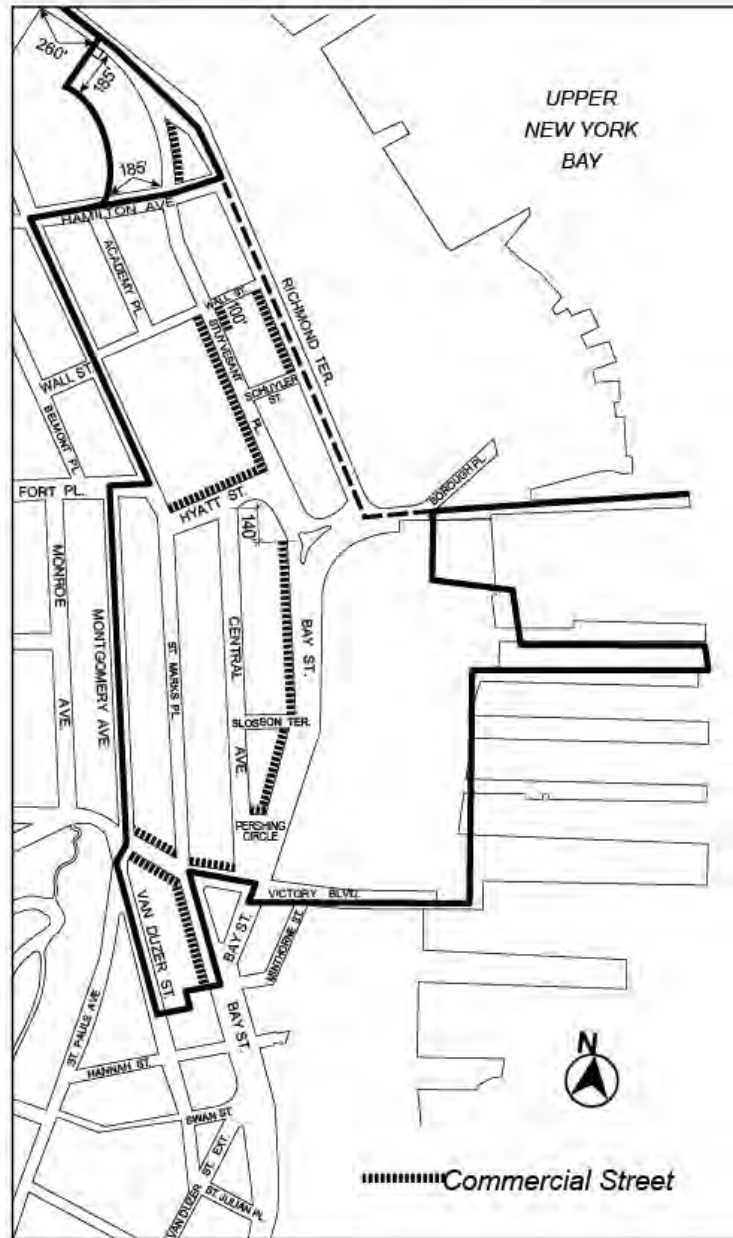 260'
185'
185'
UPPER
NEW YORK
BAY
HAMILTON AVE
ACADEMY PL.
RICHMOND TER.
WALL ST.
100'
STUYVESANT
PL.
SCHUYLER
ST.
WALL ST.
BELMONT PL.
FORT PL.
HYATT ST.
BOROUGH PL.
140'
MONROE
AVE.
MONTGOMERY AVE.
ST. MARKS PL
CENTRAL
AVE.
BAY ST.
SLOSSON TER.
PERSHING
CIRCLE
VICTORY BLVD.
VAN DUZER ST.
BAY ST.
MINTHORNE ST.
ST. PAULS AVE
BAY ST.
HANNAH ST.
SWAN ST.
VAN DUZER ST. EXT.
ST. JULIAN PL.
N
Commercial Street